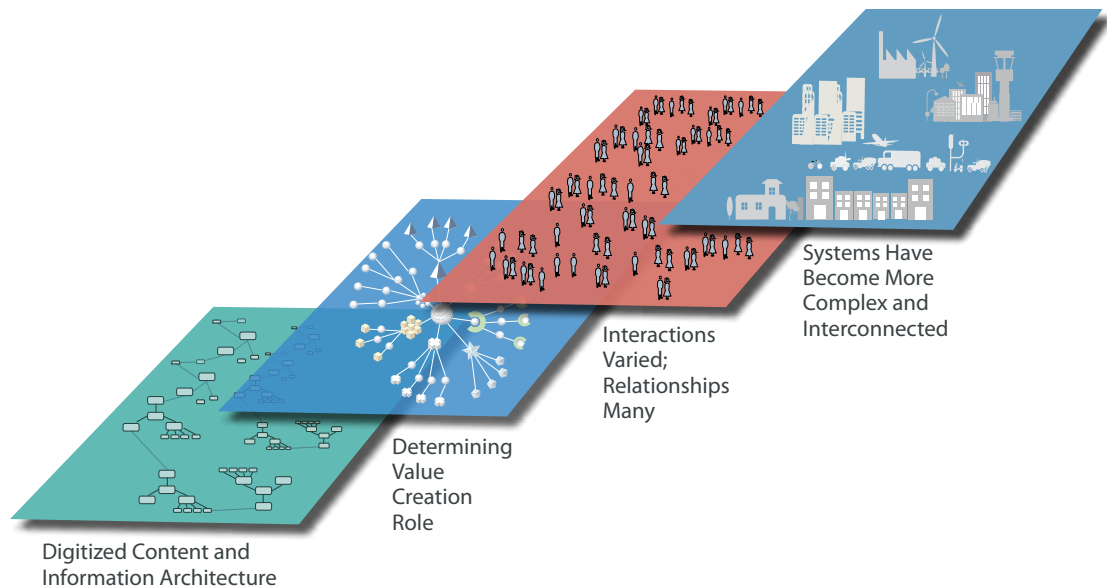 Systems Have
Become More
Complex and
Interconnected
Interactions
Varied;
Relationships
Many
Determining
Value
Creation
Role
Digitized Content and
Information Architecture